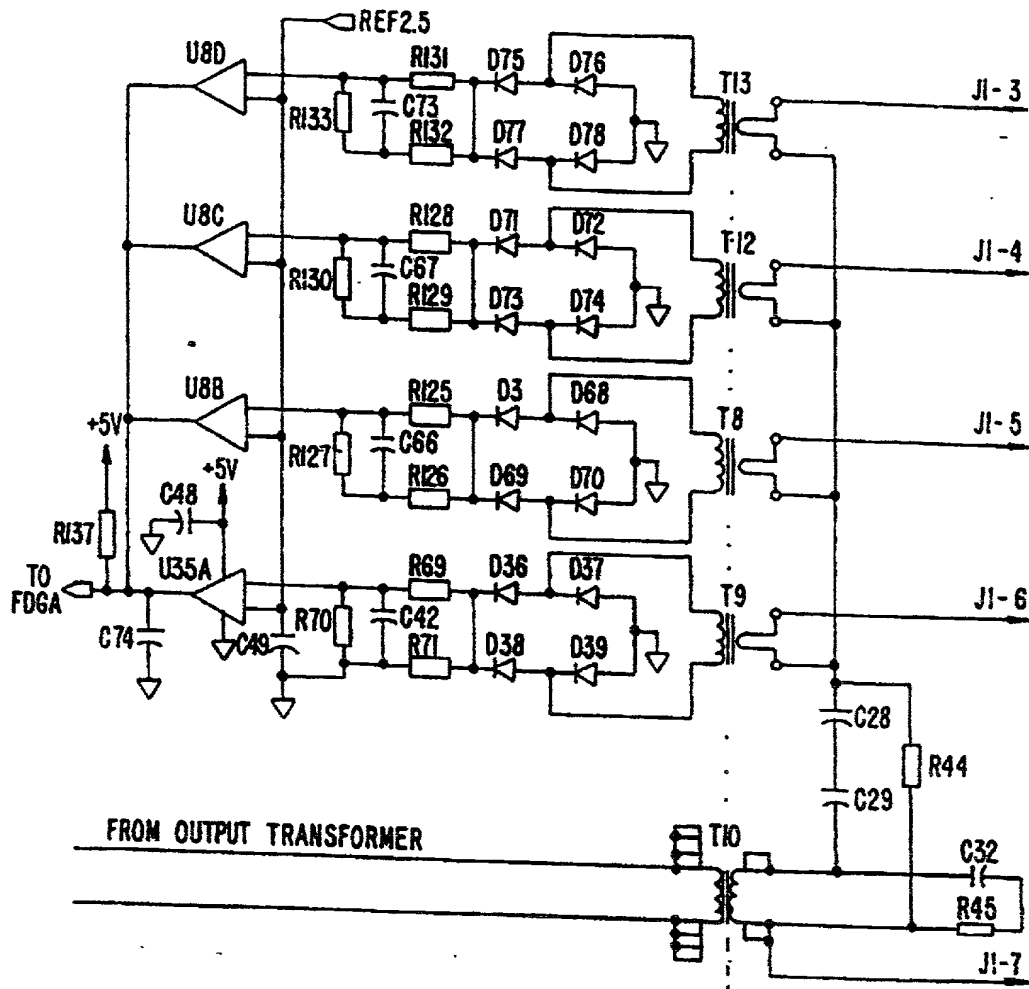 REF2.5
U8D
R131
D75
D76
T13
J1-3
R133
C73
R132
D77
D78
U8C
R128
D71
D72
T12
J1-4
R130
C67
R129
D73
D74
U8B
R125
D3
D68
T8
J1-5
+5V
R127
C66
R126
D69
D70
+5V
C48
R137
U35A
R69
D36
D37
T9
J1-6
TO
FDGA
C74
C49
R70
C42
R71
D38
D39
C28
R44
C29
FROM OUTPUT TRANSFORMER
T10
C32
R45
J1-7